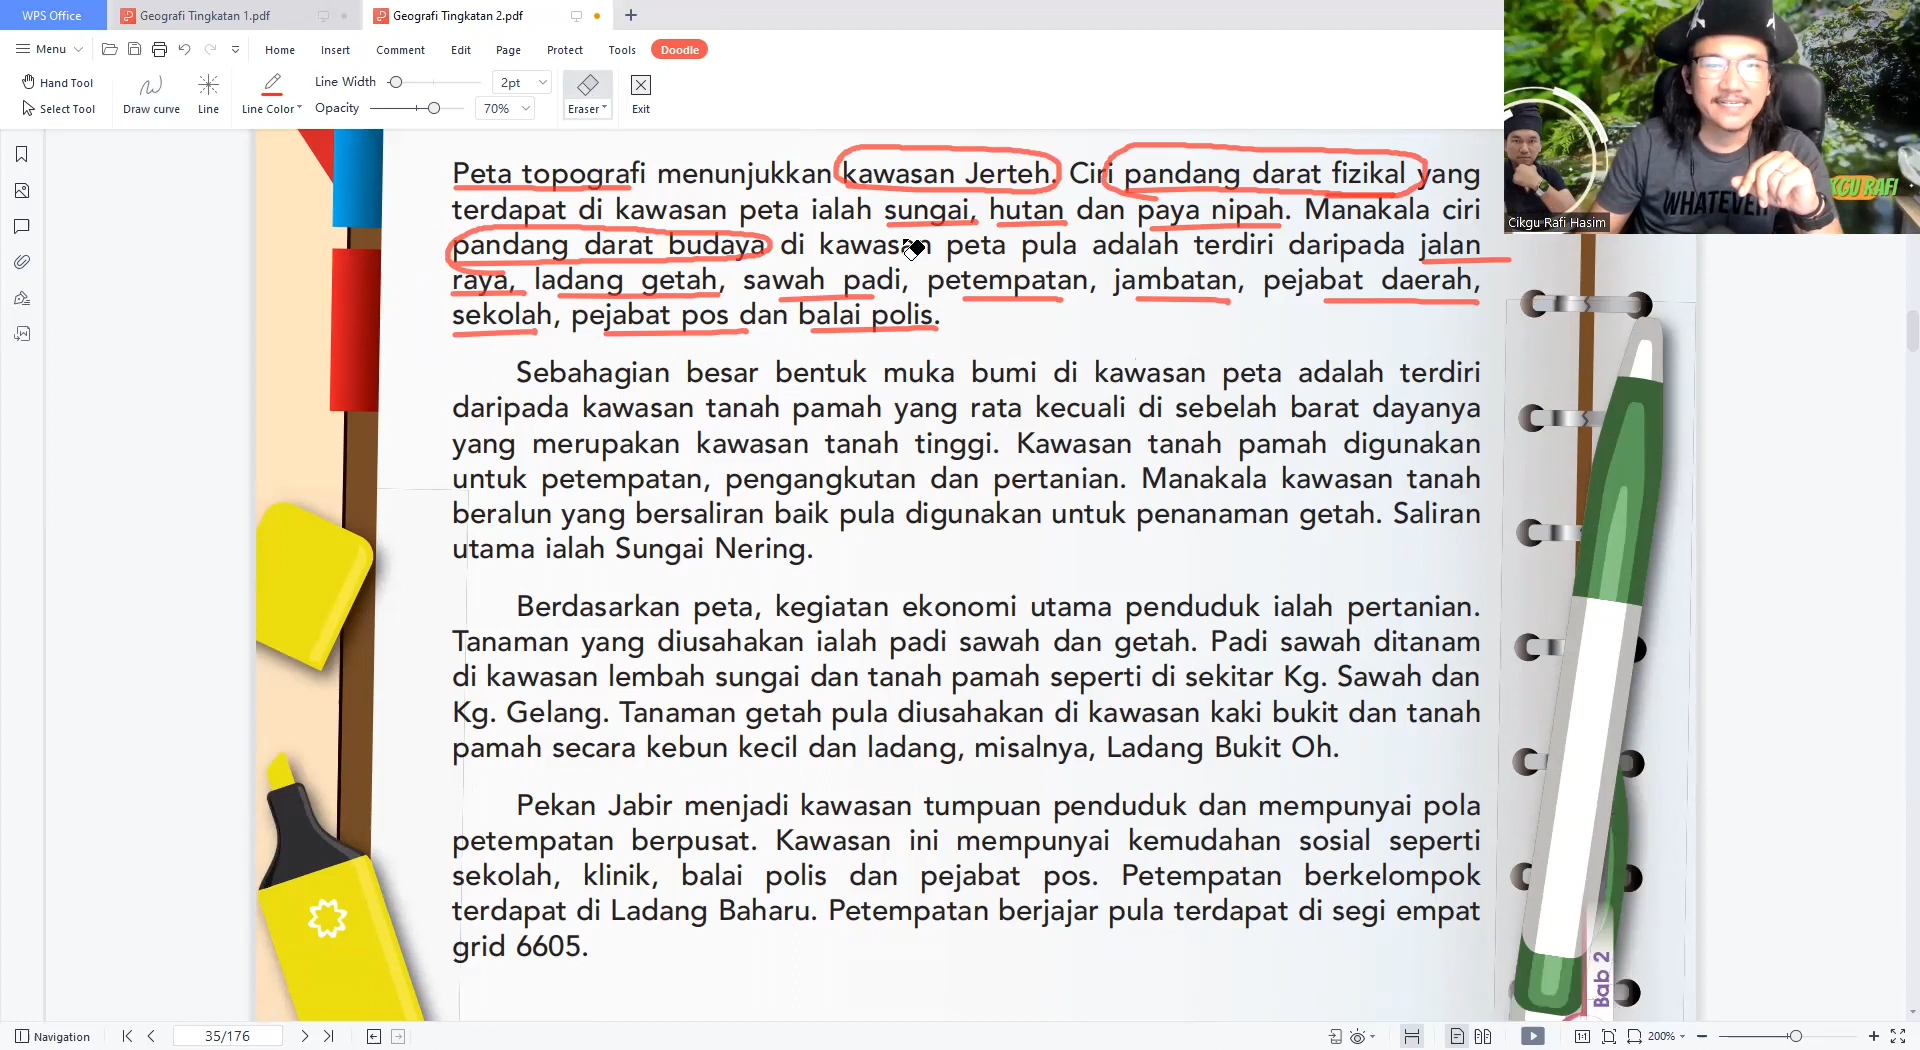 WPS Office
Geografi Tingkatan 1.pdf
Geografi Tingkatan 2.pdf
Menu
Home
Insert
Comment
Edit
Page
Protect
Tools
Doodle
Hand Tool
Select Tool
Draw curve
Line
Line Color
Line Width
2pt
Opacity
70%
Eraser
Exit
WHATEVER
KGU RAFI
Cikgu Rafi Hasim
Peta topografi menunjukkan kawasan Jerteh. Ciri pandang darat fizikal yang
terdapat di kawasan peta ialah sungai, hutan dan paya nipah. Manakala ciri
pandang darat budaya di kawasan peta pula adalah terdiri daripada jalan
raya, ladang getah, sawah padi, petempatan, jambatan, pejabat daerah,
sekolah, pejabat pos dan balai polis.
Sebahagian besar bentuk muka bumi di kawasan peta adalah terdiri
daripada kawasan tanah pamah yang rata kecuali di sebelah barat dayanya
yang merupakan kawasan tanah tinggi. Kawasan tanah pamah digunakan
untuk petempatan, pengangkutan dan pertanian. Manakala kawasan tanah
beralun yang bersaliran baik pula digunakan untuk penanaman getah. Saliran
utama ialah Sungai Nering.
Berdasarkan peta, kegiatan ekonomi utama penduduk ialah pertanian.
Tanaman yang diusahakan ialah padi sawah dan getah. Padi sawah ditanam
di kawasan lembah sungai dan tanah pamah seperti di sekitar Kg. Sawah dan
Kg. Gelang. Tanaman getah pula diusahakan di kawasan kaki bukit dan tanah
pamah secara kebun kecil dan ladang, misalnya, Ladang Bukit Oh.
Pekan Jabir menjadi kawasan tumpuan penduduk dan mempunyai pola
petempatan berpusat. Kawasan ini mempunyai kemudahan sosial seperti
sekolah, klinik, balai polis dan pejabat pos. Petempatan berkelompok
terdapat di Ladang Baharu. Petempatan berjajar pula terdapat di segi empat
grid 6605.
Bab 2
Navigation
35/176
200%